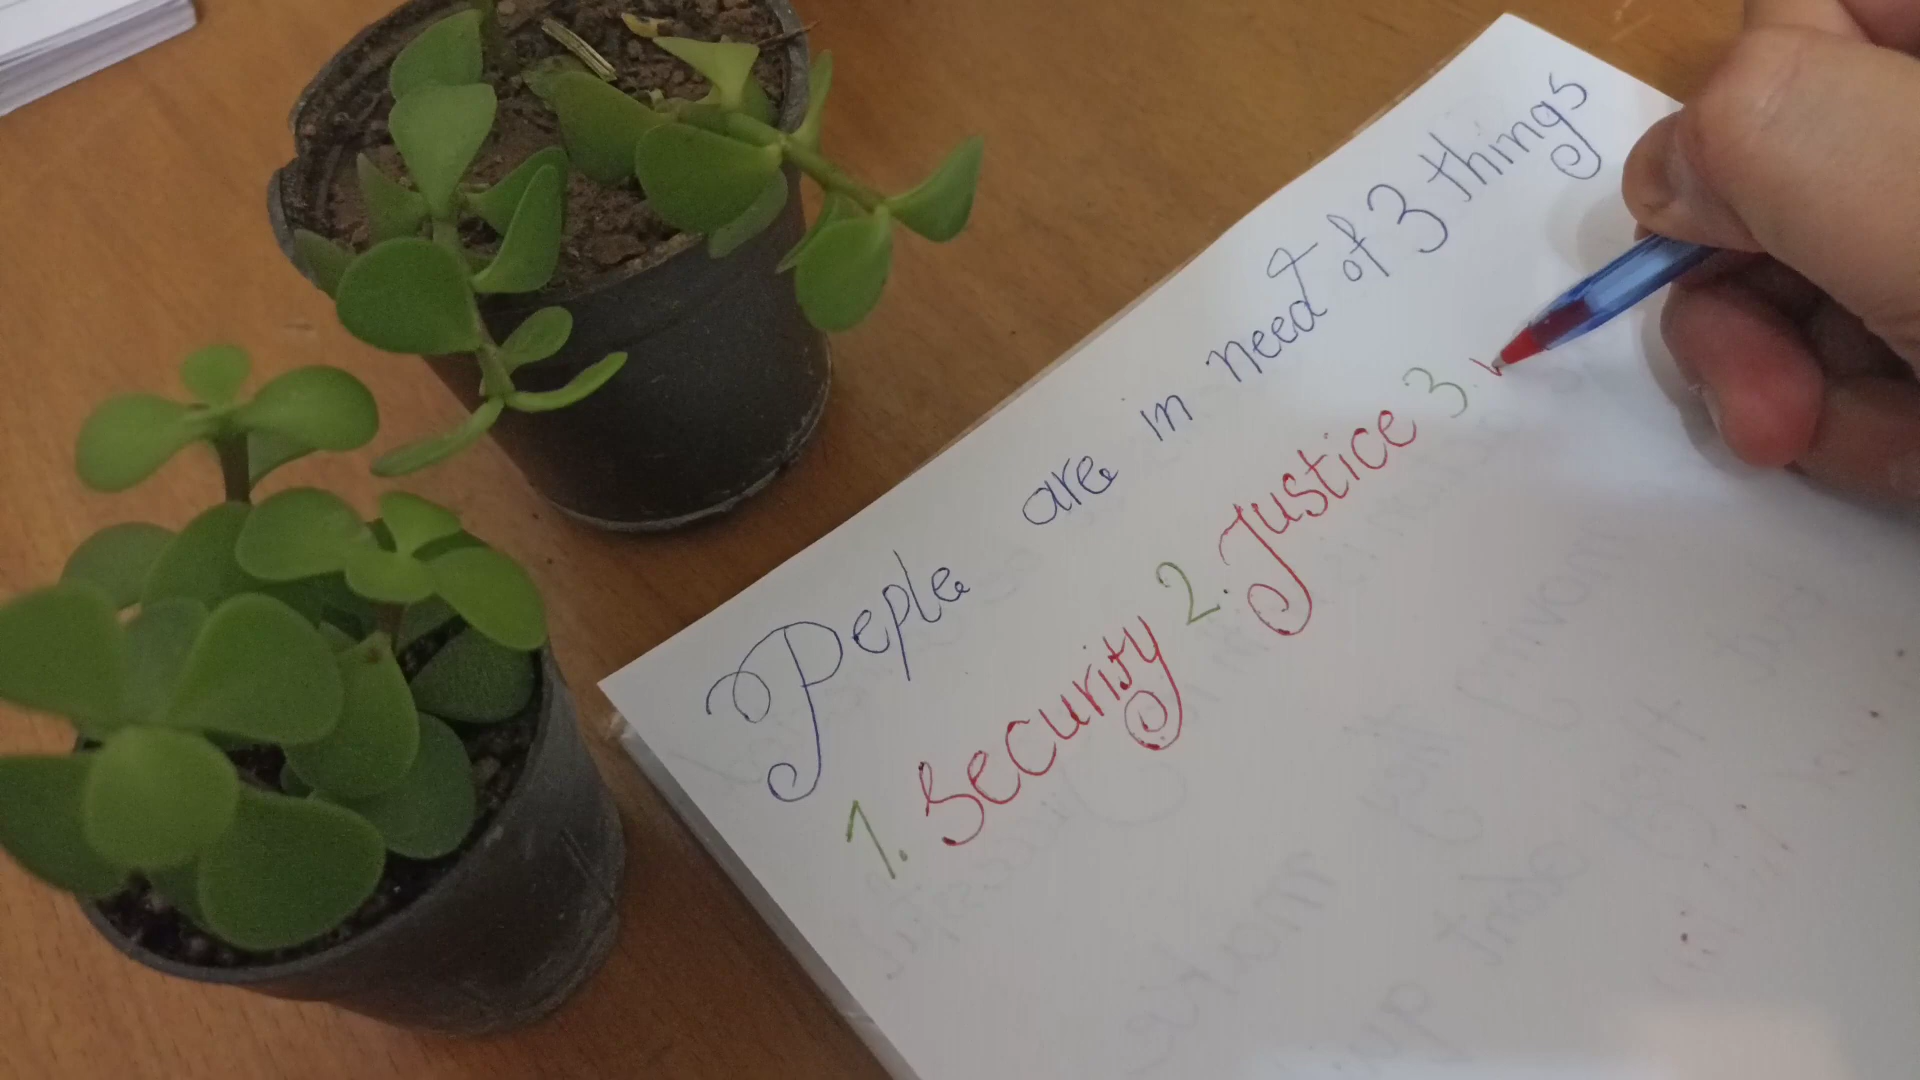 Peple are in need of 3 things
1. Security 2. Justice 3.